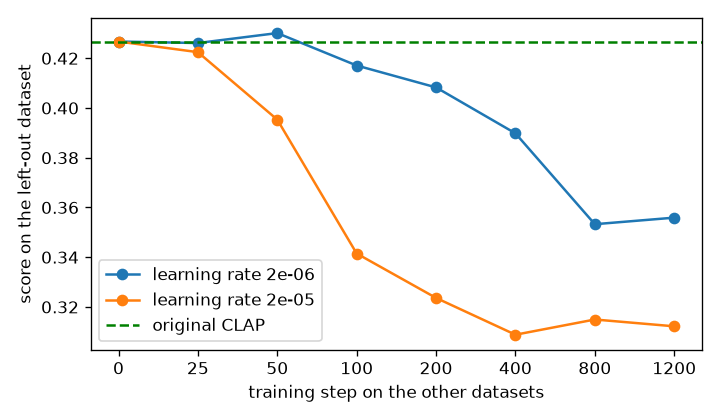 score on the left-out dataset
0.42
0.40
0.38
0.36
0.34
0.32
learning rate 2e-06
learning rate 2e-05
original CLAP
0 25 50 100 200 400 800 1200
training step on the other datasets